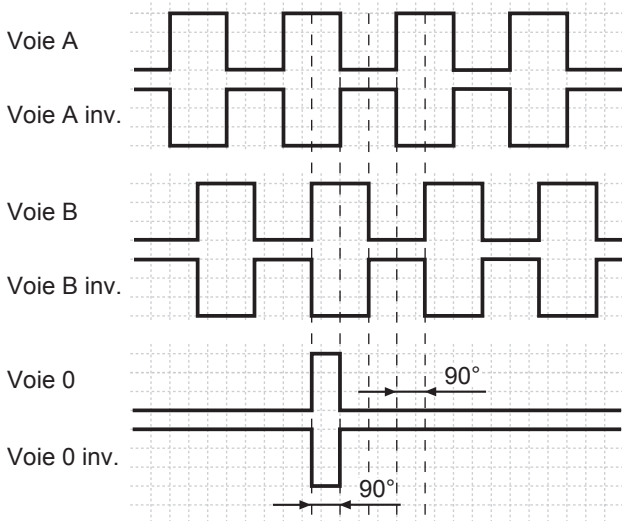 Voie A
Voie A inv.
Voie B
Voie B inv.
Voie 0
90°
Voie 0 inv.
90°